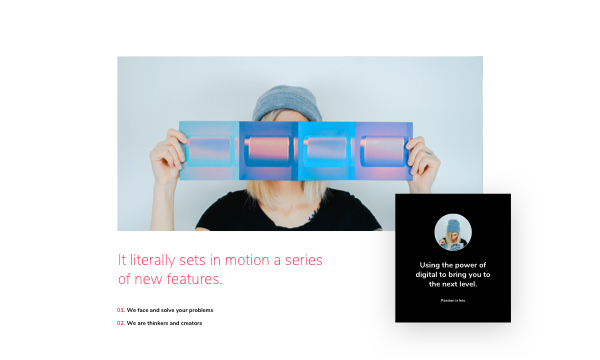 It literally sets in motion a series
of new features.
01. We face and solve your problems
02. We are thinkers and creators
Using the power of
digital to bring you to
the next level.
Passion is key